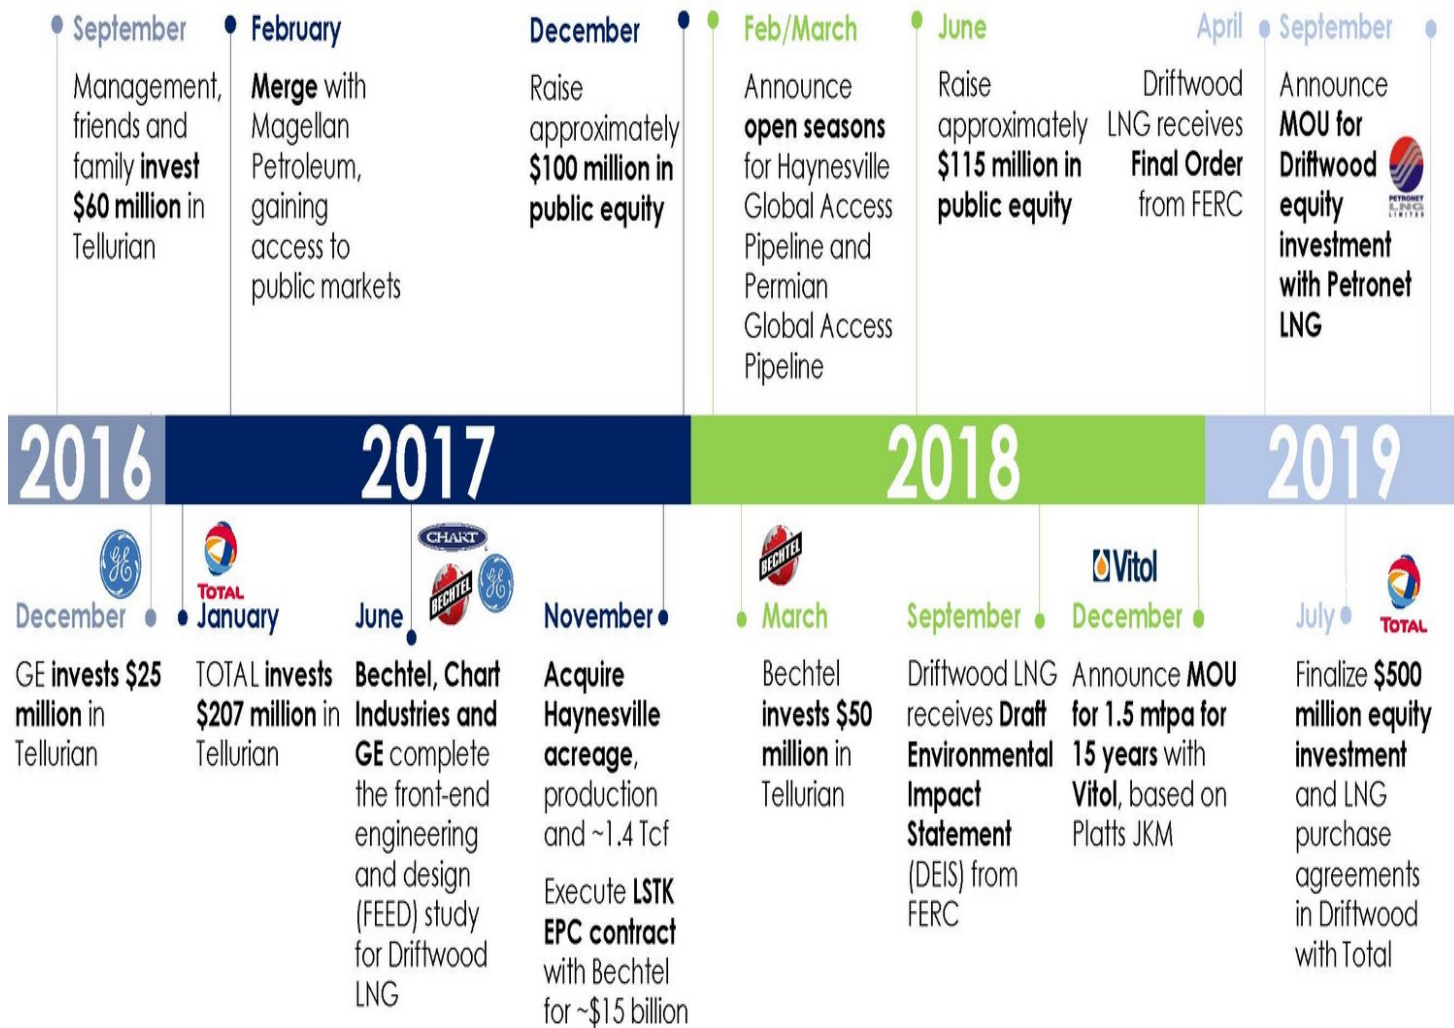 September
Management,
friends and
family invest
$60 million in
Tellurian
February
Merge with
Magellan
Petroleum,
gaining
access to
public markets
December
Raise
approximately
$100 million in
public equity
Feb/March
Announce
open seasons
for Haynesville
Global Access
Pipeline and
Permian
Global Access
Pipeline
June
Raise
approximately
$115 million in
public equity
April
Driftwood
LNG receives
Final Order
from FERC
September
Announce
MOU for
Driftwood
equity
investment
with Petronet
LNG
PETRONET
LNG
LIMITED
2016
2017
2018
2019
GE
December
GE invests $25
million in
Tellurian
TOTAL
January
TOTAL invests
$207 million in
Tellurian
CHART
BECHTEL
GE
June
Bechtel, Chart
Industries and
GE complete
the front-end
engineering
and design
(FEED) study
for Driftwood
LNG
November
Acquire
Haynesville
acreage,
production
and ~1.4 Tcf
Execute LSTK
EPC contract
with Bechtel
for ~$15 billion
BECHTEL
March
Bechtel
invests $50
million in
Tellurian
September
Driftwood LNG
receives Draft
Environmental
Impact
Statement
(DEIS) from
FERC
Vitol
December
Announce MOU
for 1.5 mtpa for
15 years with
Vitol, based on
Platts JKM
July
TOTAL
Finalize $500
million equity
investment
and LNG
purchase
agreements
in Driftwood
with Total